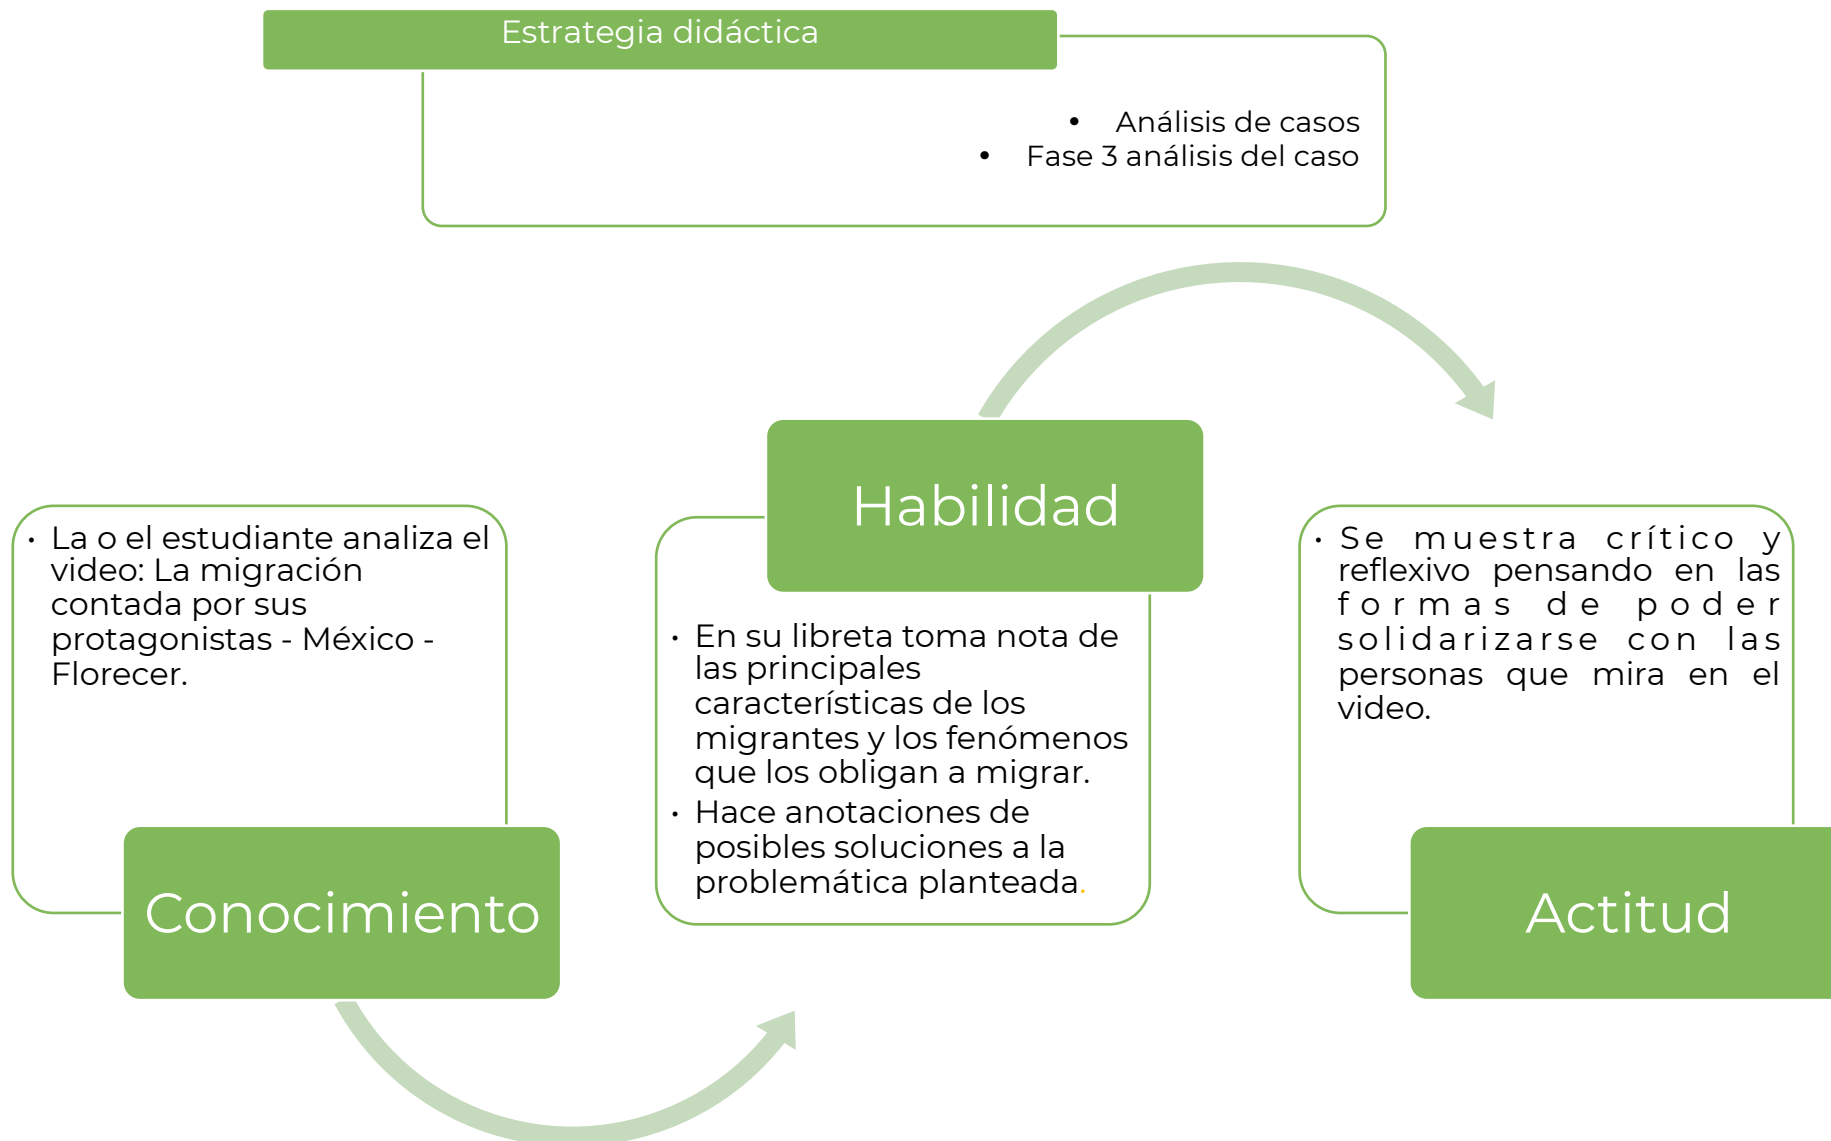 Estrategia didáctica
• Análisis de casos
• Fase 3 análisis del caso
• La o el estudiante analiza el
video: La migración
contada por sus
protagonistas - México -
Florecer.
Conocimiento
Habilidad
• En su libreta toma nota de
las principales
características de los
migrantes y los fenómenos
que los obligan a migrar.
• Hace anotaciones de
posibles soluciones a la
problemática planteada.
• Se muestra crítico y
reflexivo pensando en las
formas de poder
solidarizarse con las
personas que mira en el
video.
Actitud